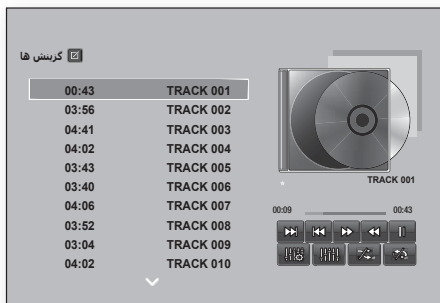 گزینش ها
00:43 TRACK 001
03:56 TRACK 002
04:41 TRACK 003
04:02 TRACK 004
03:43 TRACK 005
03:40 TRACK 006
04:06 TRACK 007
03:52 TRACK 008
03:04 TRACK 009
04:02 TRACK 010
TRACK 001
00:09 00:43